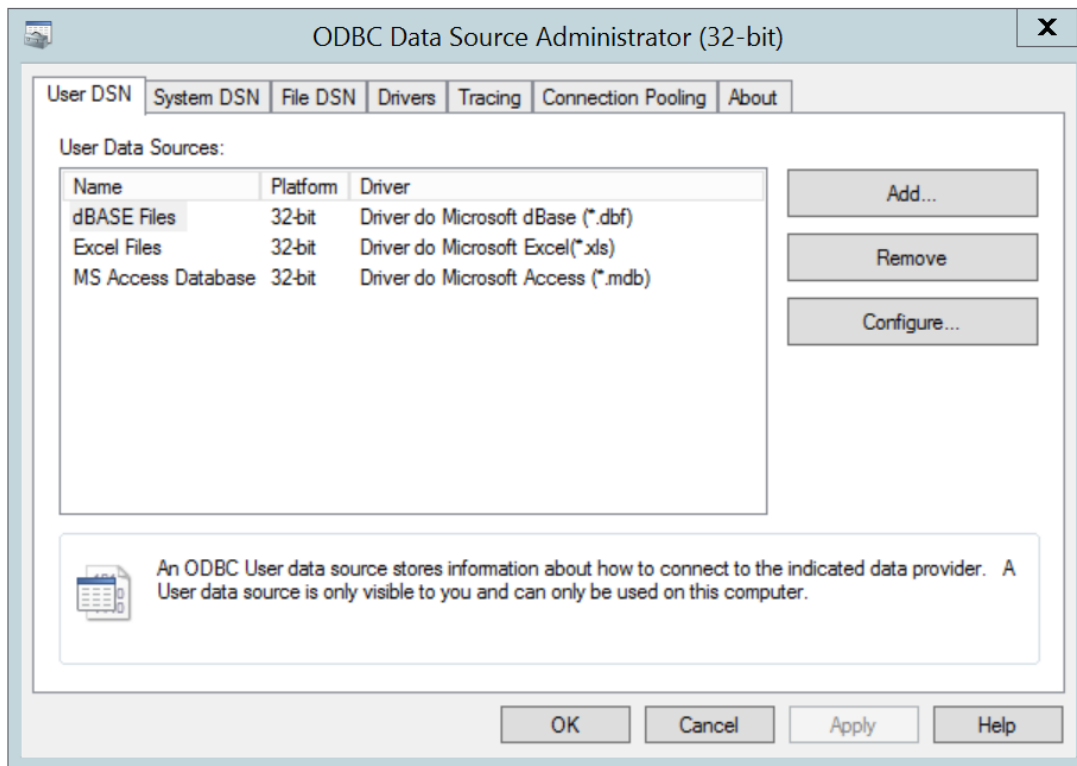 ODBC Data Source Administrator (32-bit)
X
User DSN System DSN File DSN Drivers Tracing Connection Pooling About
User Data Sources:
Name Platform Driver
dBASE Files 32-bit Driver do Microsoft dBase (*.dbf)
Excel Files 32-bit Driver do Microsoft Excel(*.xls)
MS Access Database 32-bit Driver do Microsoft Access (*.mdb)
Add...
Remove
Configure...
An ODBC User data source stores information about how to connect to the indicated data provider. A
User data source is only visible to you and can only be used on this computer.
OK Cancel Apply Help